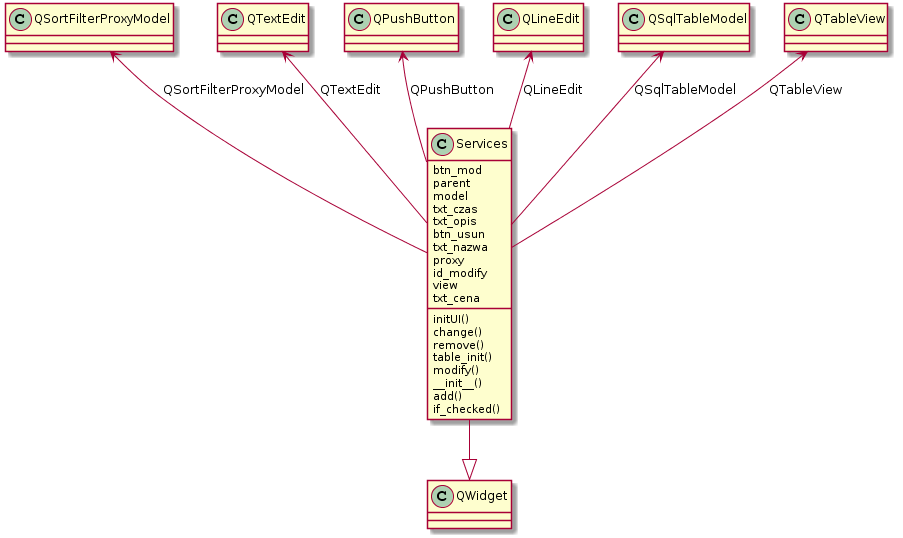 C QSortFilterProxyModel
C QTextEdit
C QPushButton
C QLineEdit
C QSqlTableModel
C QTableView
QSortFilterProxyModel
QTextEdit
QPushButton
QLineEdit
QSqlTableModel
QTableView
C Services
btn_mod
parent
model
txt_czas
txt_opis
btn_usun
txt_nazwa
proxy
id_modify
view
txt_cena
initUI()
change()
remove()
table_init()
modify()
__init__()
add()
if_checked()
C QWidget